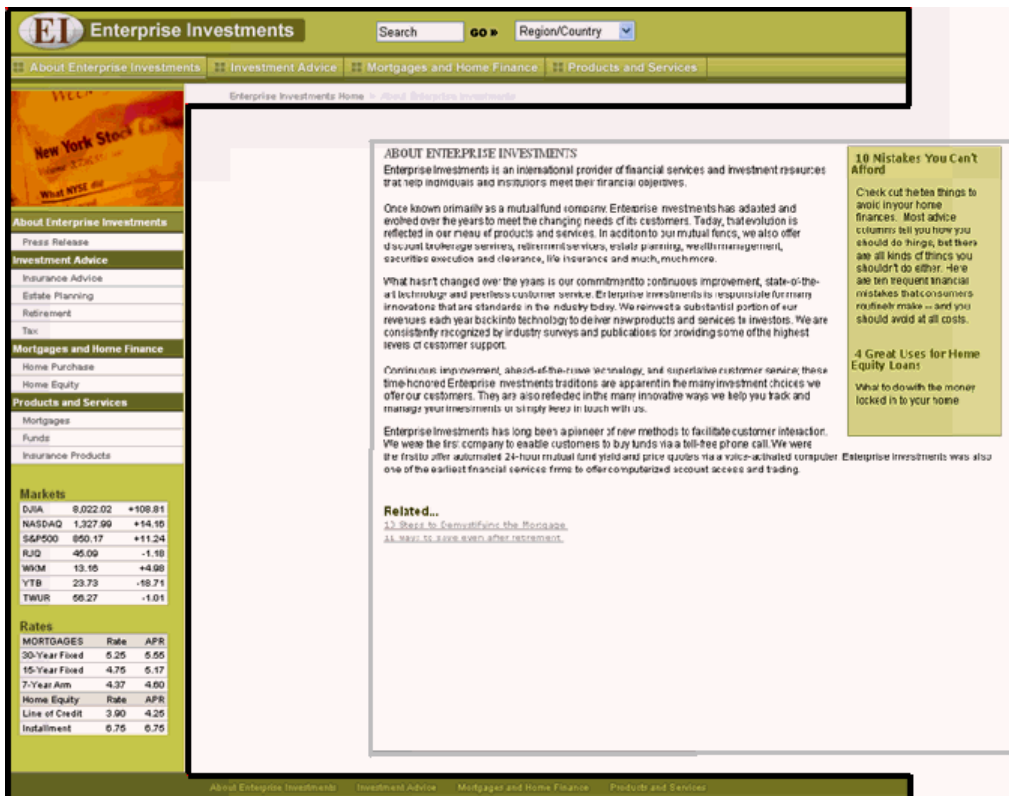 EI Enterprise Investments
Search GO » Region/Country
About Enterprise Investments Investment Advice Mortgages and Home Finance Products and Services
Enterprise Investments Home > About Enterprise Investments
New York Stock
What NYSE
About Enterprise Investments
Press Release
Investment Advice
Insurance Advice
Estate Planning
Retirement
Tax
Mortgages and Home Finance
Home Purchase
Home Equity
Products and Services
Mortgages
Funds
Insurance Products
Markets
DJIA 8,022.02 +108.81
NASDAQ 1,327.99 +14.16
S&P500 850.17 +11.24
RJQ 45.09 -1.18
WKM 13.16 +4.98
YTB 23.73 -18.71
TWUR 56.27 -1.01
Rates
MORTGAGES Rate APR
30-Year Fixed 5.25 5.55
15-Year Fixed 4.75 5.17
7-Year Arm 4.37 4.60
Home Equity Rate APR
Line of Credit 3.90 4.25
Installment 6.75 6.75
ABOUT ENTERPRISE INVESTMENTS
Enterprise Investments is an international provider of financial services and investment resources
that help individuals and institutions meet their financial objectives.
Once known primarily as a mutual fund company, Enterprise Investments has adapted and
evolved over the years to meet the changing needs of its customers. Today, that evolution is
reflected in our menu of products and services. In addition to our mutual funds, we also offer
discount brokerage services, retirement services, estate planning, wealth management,
securities execution and clearance, life insurance and much, much more.
What hasn't changed over the years is our commitment to continuous improvement, state-of-the-
art technology and peerless customer service. Enterprise Investments is responsible for many
innovations that are standards in the industry today. We reinvest a substantial portion of our
revenues each year back into technology to deliver new products and services to investors. We are
consistently recognized by industry surveys and publications for providing some of the highest
levels of customer support.
Continuous improvement, ahead-of-the-curve technology, and superlative customer service; these
time-honored Enterprise Investments traditions are apparent in the many investment choices we
offer our customers. They are also reflected in the many innovative ways we help you track and
manage your investments or simply keep in touch with us.
Enterprise Investments has long been a pioneer of new methods to facilitate customer interaction.
We were the first company to enable customers to buy funds via a toll-free phone call. We were
the first to offer automated 24-hour mutual fund yield and price quotes via a voice-activated computer Enterprise Investments was also
one of the earliest financial services firms to offer computerized account access and trading.
Related...
10 Steps to Demystifying the Mortgage
11 ways to save even after retirement
10 Mistakes You Can't
Afford
Check out the ten things to
avoid in your home
finances. Most advice
columns tell you how you
should do things, but there
are all kinds of things you
shouldn't do either. Here
are ten frequent financial
mistakes that consumers
routinely make -- and you
should avoid at all costs.
4 Great Uses for Home
Equity Loans
What to do with the money
locked in to your home
About Enterprise Investments Investment Advice Mortgages and Home Finance Products and Services